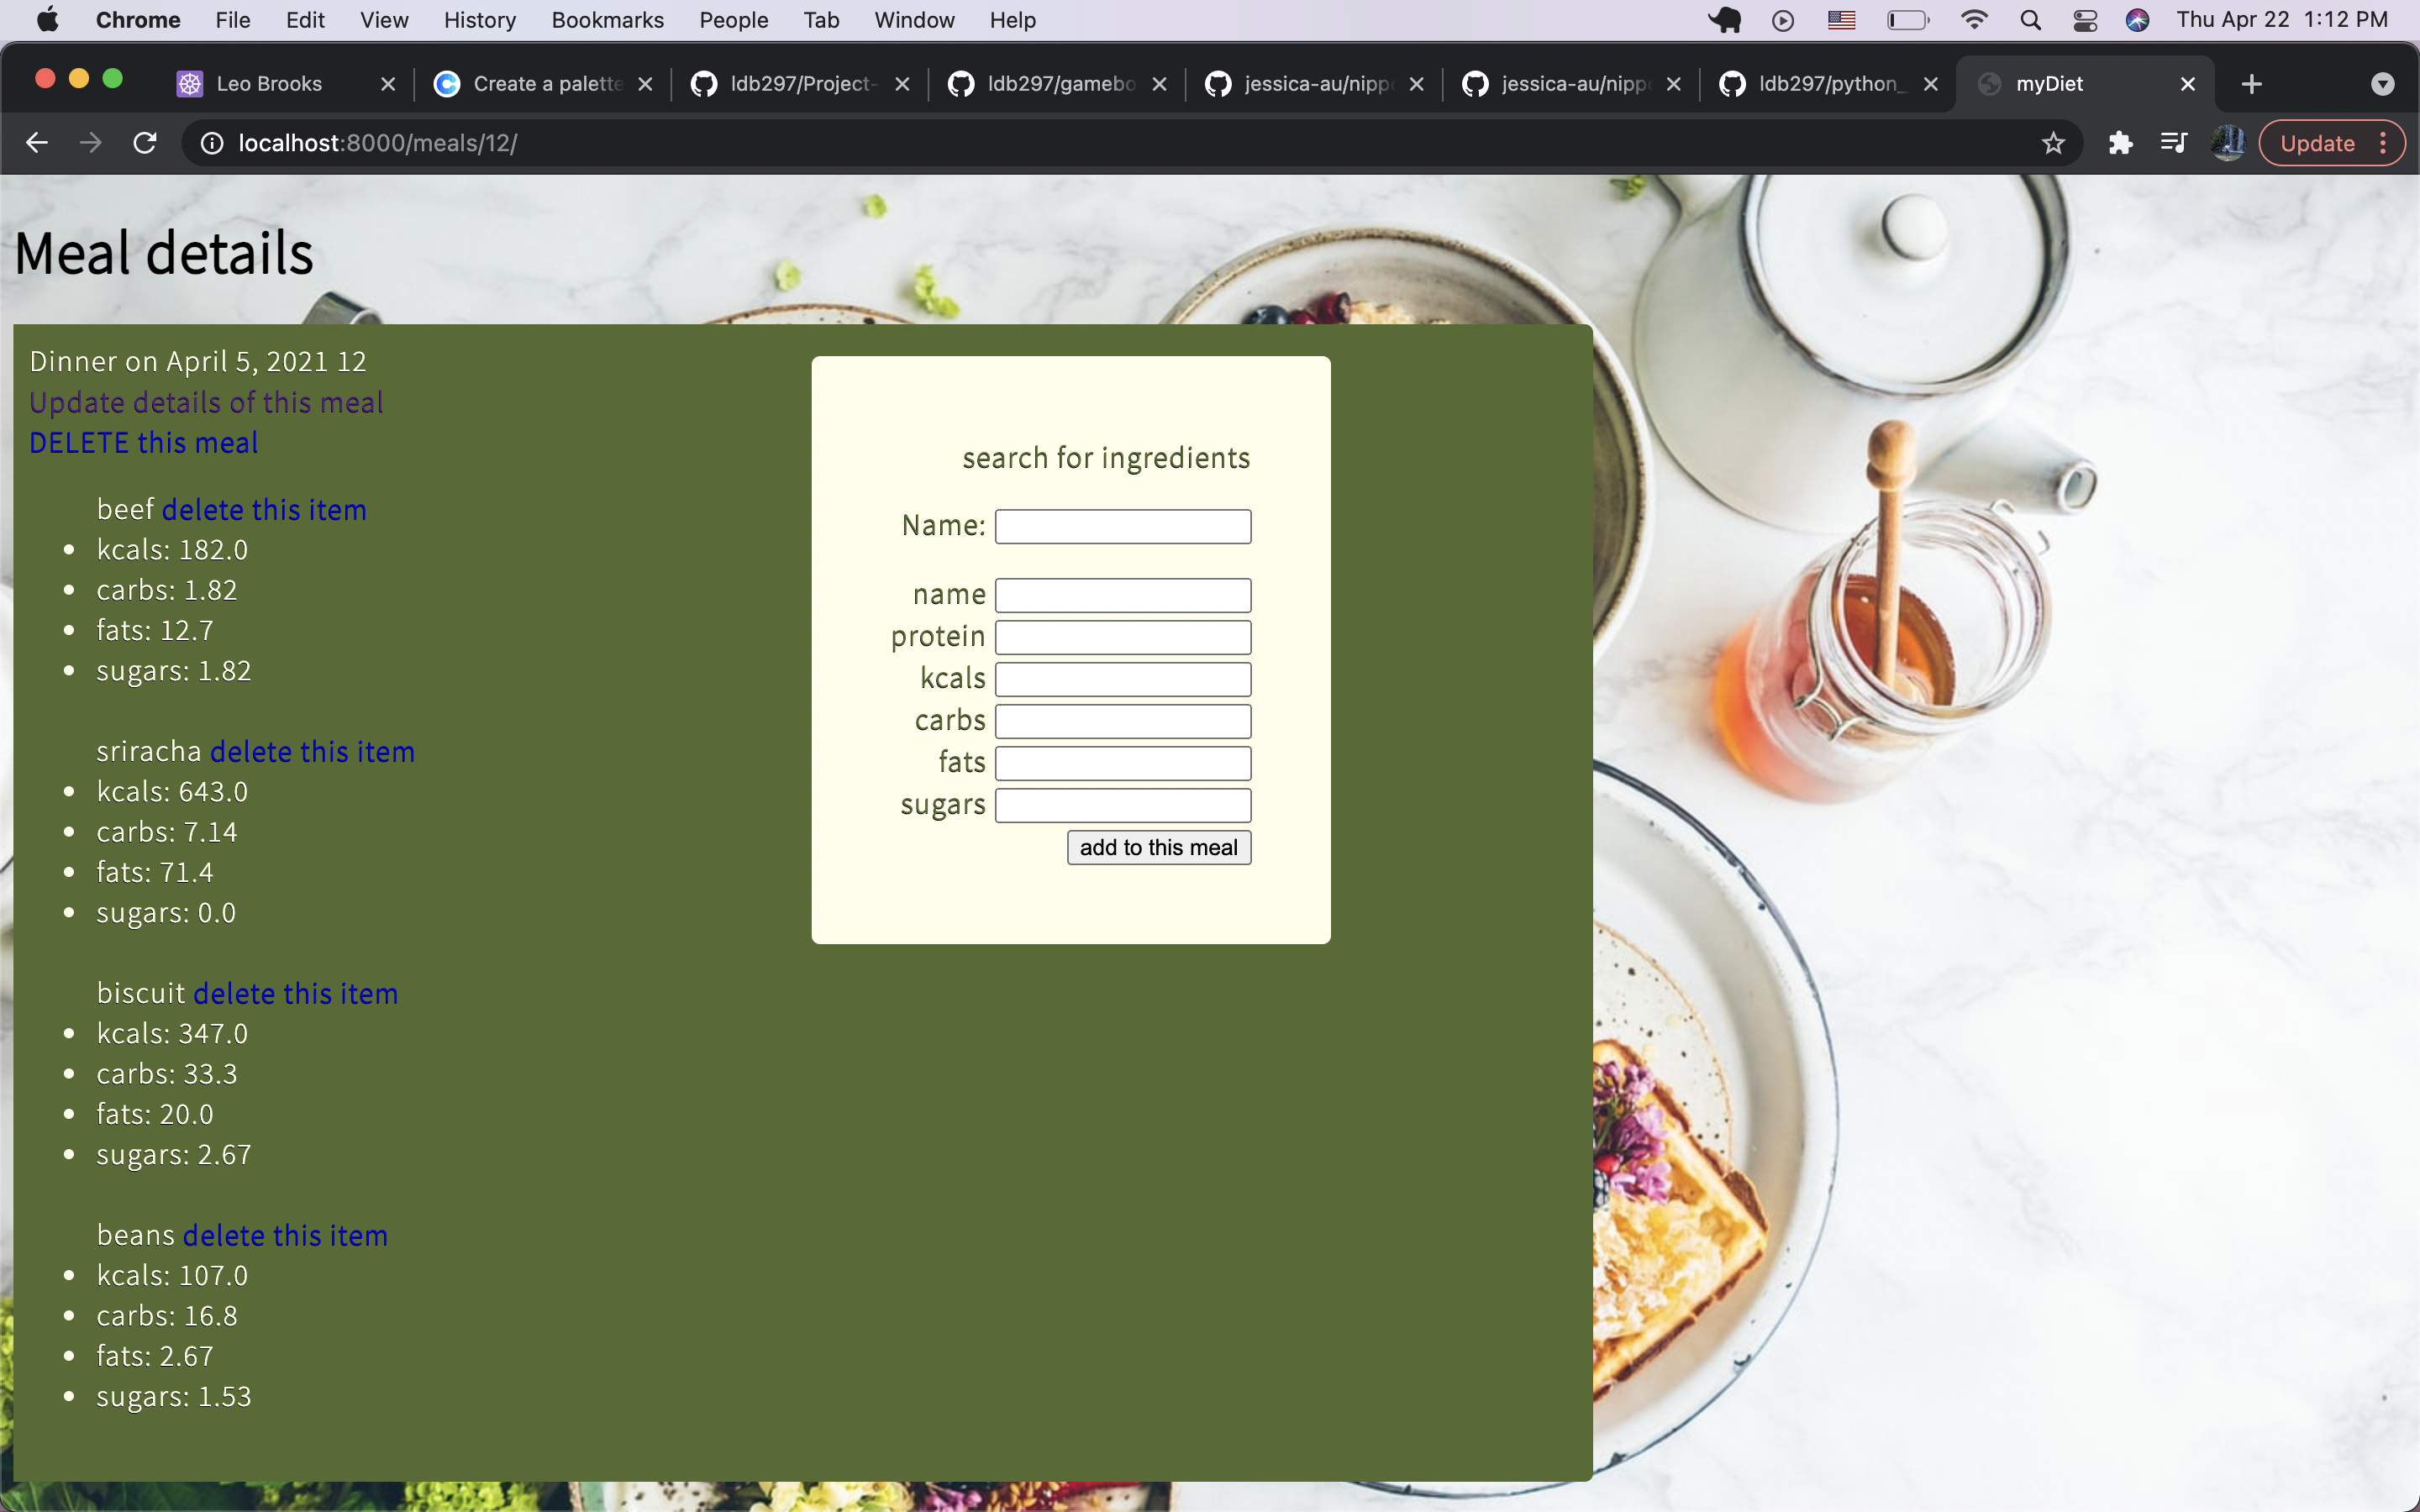 Chrome File Edit View History Bookmarks People Tab Window Help Thu Apr 22 1:12 PM
Leo Brooks Create a palette ldb297/Project- ldb297/gamebo jessica-au/nipp jessica-au/nipp ldb297/python_ myDiet
localhost:8000/meals/12/ Update
Meal details
Dinner on April 5, 2021 12
Update details of this meal
DELETE this meal
beef delete this item
kcals: 182.0
carbs: 1.82
fats: 12.7
sugars: 1.82
sriracha delete this item
kcals: 643.0
carbs: 7.14
fats: 71.4
sugars: 0.0
biscuit delete this item
kcals: 347.0
carbs: 33.3
fats: 20.0
sugars: 2.67
beans delete this item
kcals: 107.0
carbs: 16.8
fats: 2.67
sugars: 1.53
search for ingredients
Name:
name
protein
kcals
carbs
fats
sugars
add to this meal